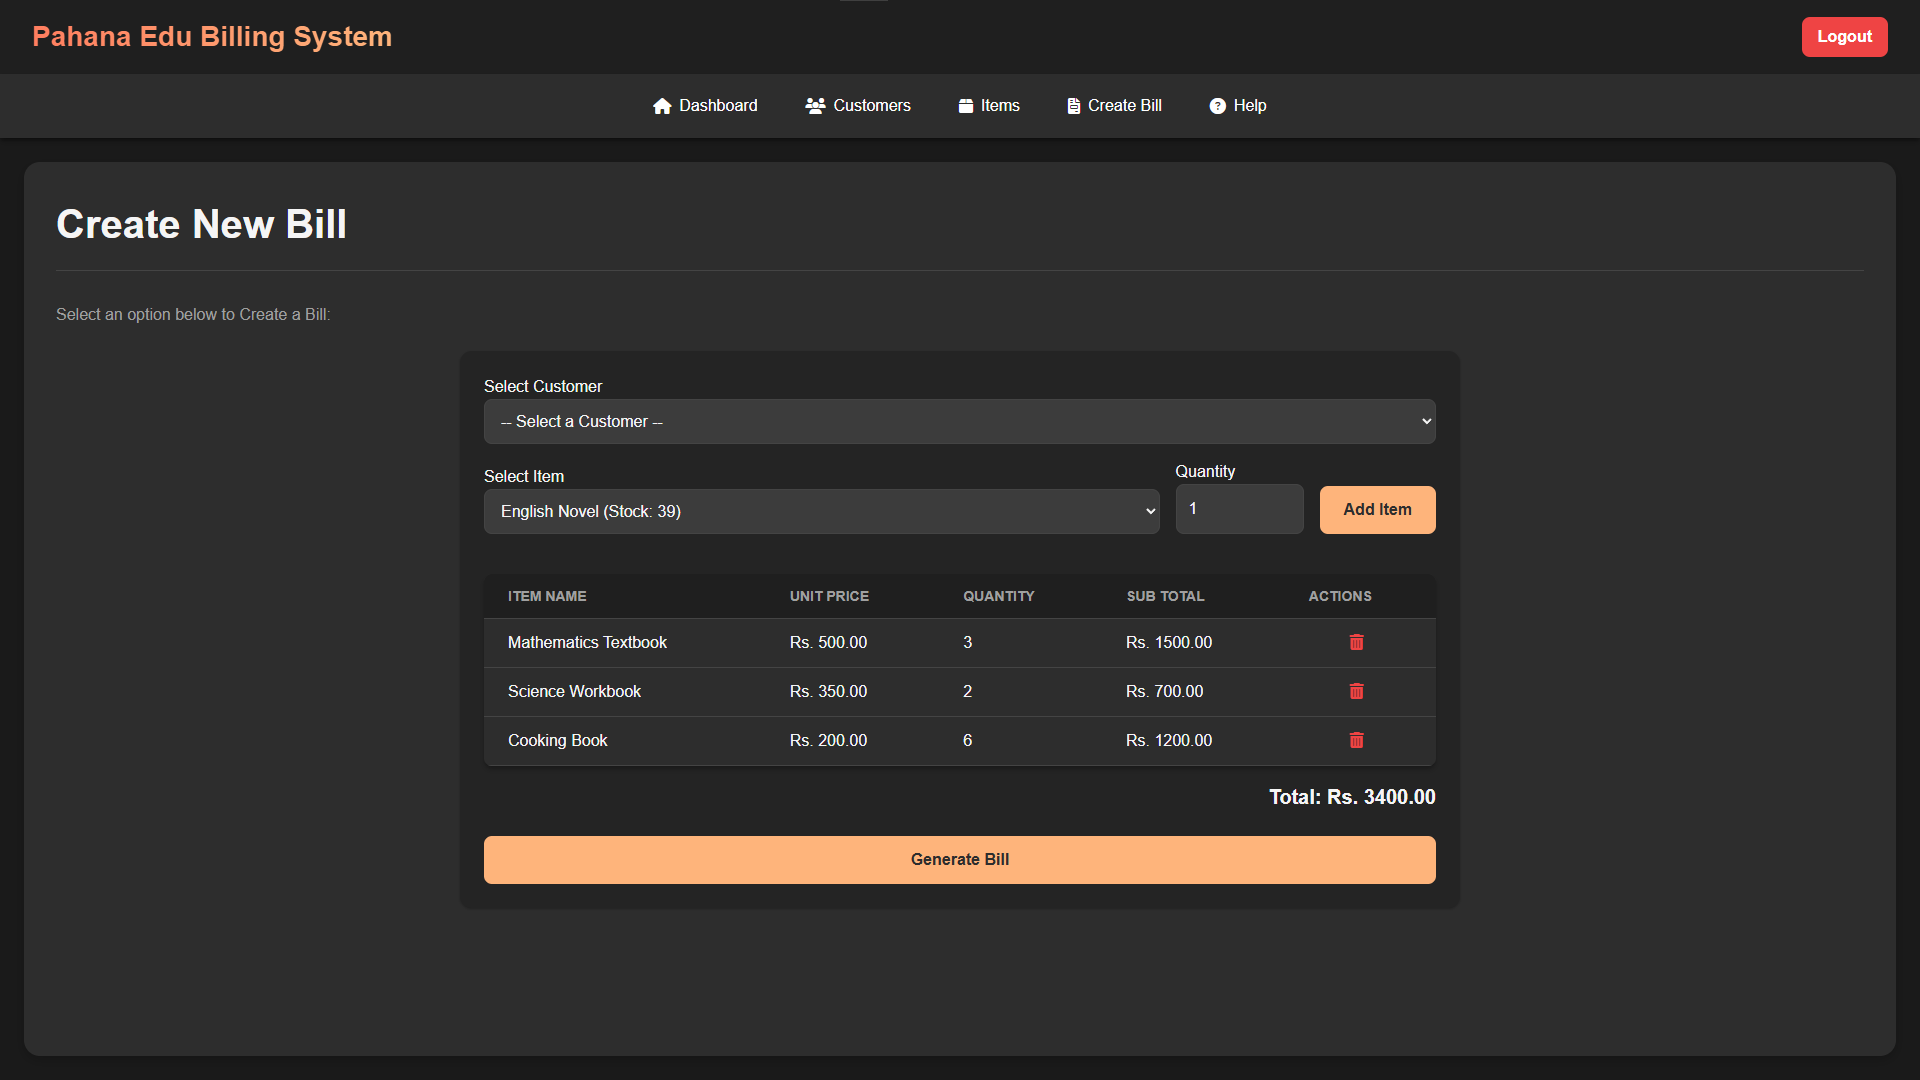 Pahana Edu Billing System
Logout
Dashboard
Customers
Items
Create Bill
Help
Create New Bill
Select an option below to Create a Bill:
Select Customer
-- Select a Customer --
Select Item
Quantity
English Novel (Stock: 39)
1
Add Item
ITEM NAME UNIT PRICE QUANTITY SUB TOTAL ACTIONS
Mathematics Textbook Rs. 500.00 3 Rs. 1500.00
Science Workbook Rs. 350.00 2 Rs. 700.00
Cooking Book Rs. 200.00 6 Rs. 1200.00
Total: Rs. 3400.00
Generate Bill